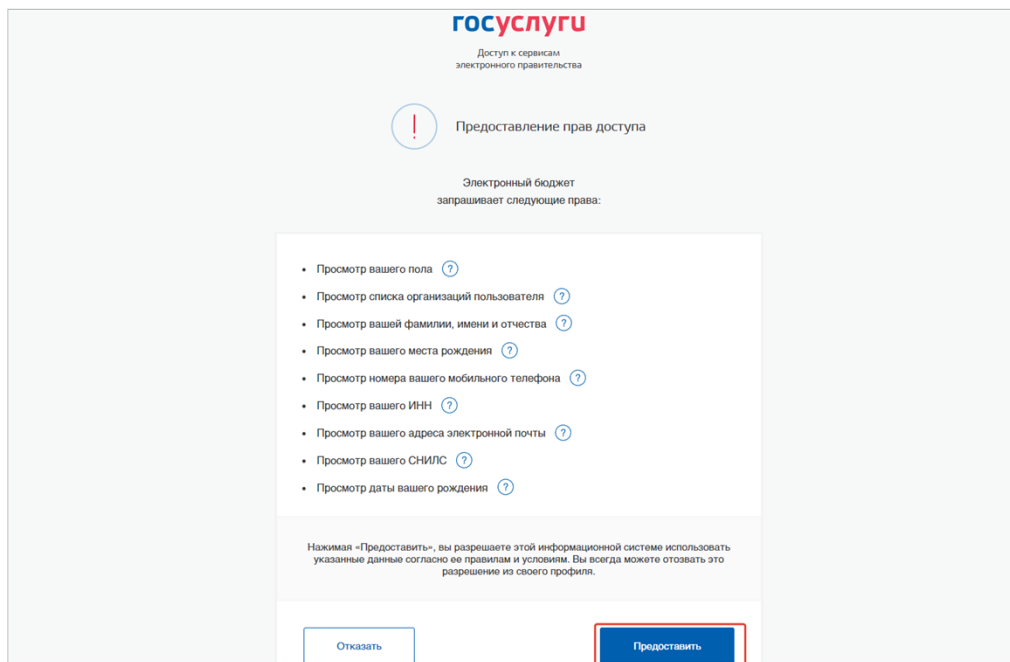 госуслуги
Доступ к сервисам
электронного правительства
!
Предоставление прав доступа
Электронный бюджет
запрашивает следующие права:
• Просмотр вашего пола ?
• Просмотр списка организаций пользователя ?
• Просмотр вашей фамилии, имени и отчества ?
• Просмотр вашего места рождения ?
• Просмотр номера вашего мобильного телефона ?
• Просмотр вашего ИНН ?
• Просмотр вашего адреса электронной почты ?
• Просмотр вашего СНИЛС ?
• Просмотр даты вашего рождения ?
Нажимая «Предоставить», вы разрешаете этой информационной системе использовать
указанные данные согласно ее правилам и условиям. Вы всегда можете отозвать это
разрешение из своего профиля.
Отказать
Предоставить